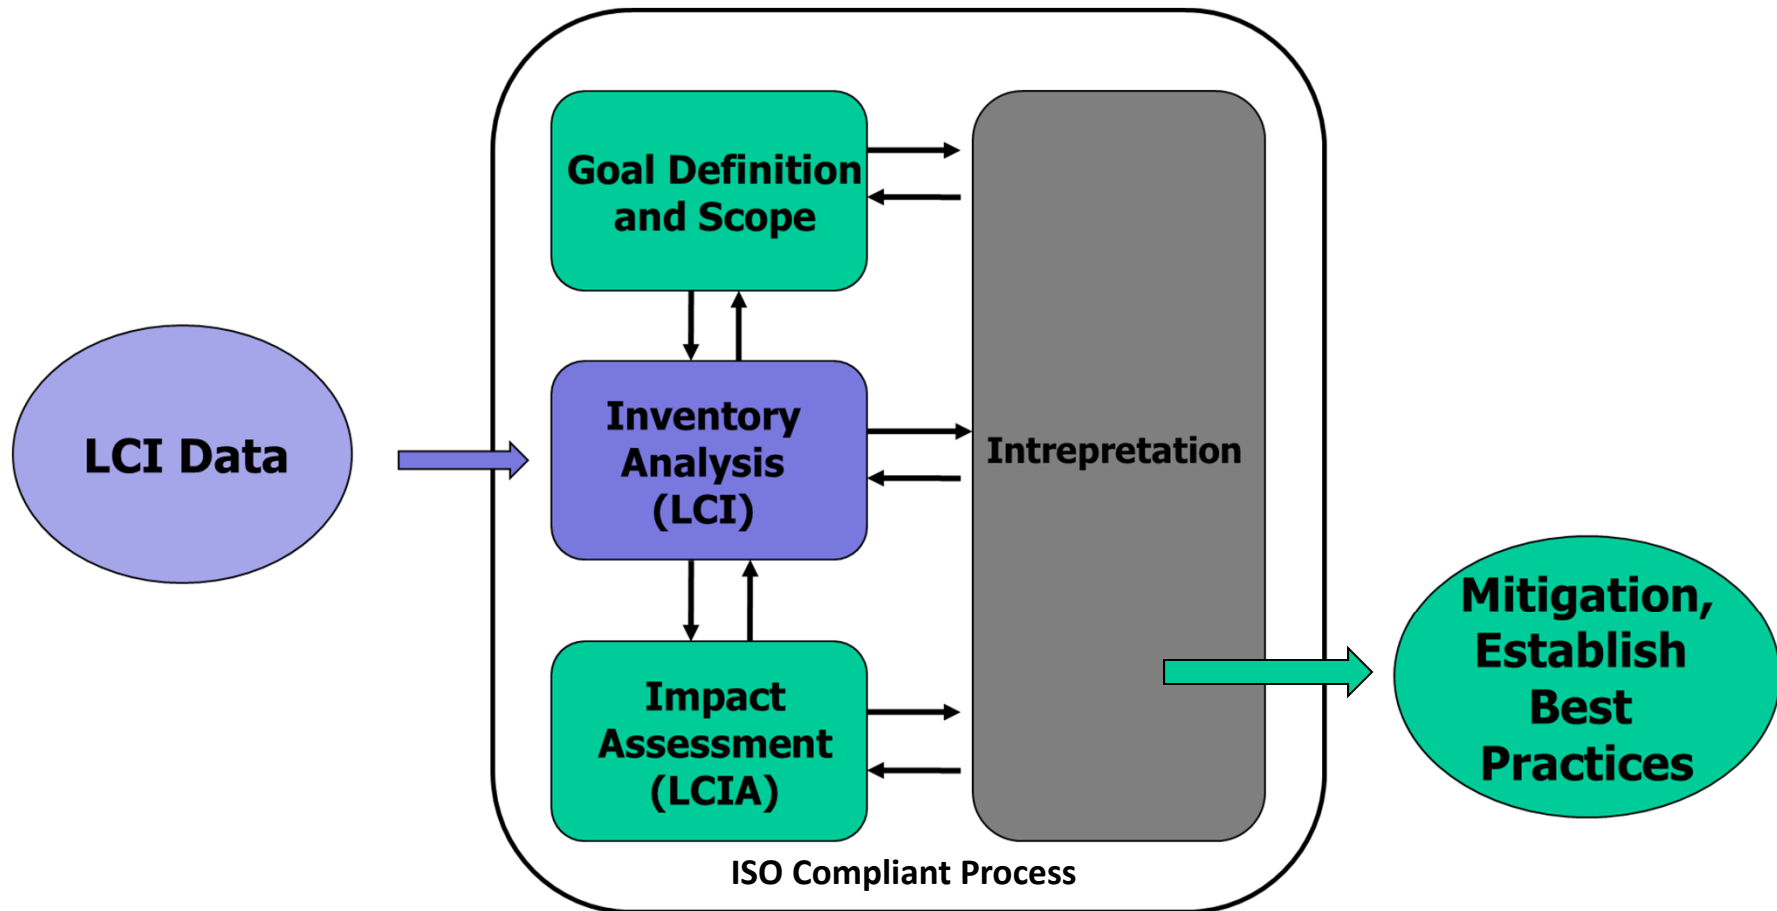 Goal Definition
and Scope
LCI Data
Inventory
Analysis
(LCI)
Intrepretation
Impact
Assessment
(LCIA)
Mitigation,
Establish
Best
Practices
ISO Compliant Process